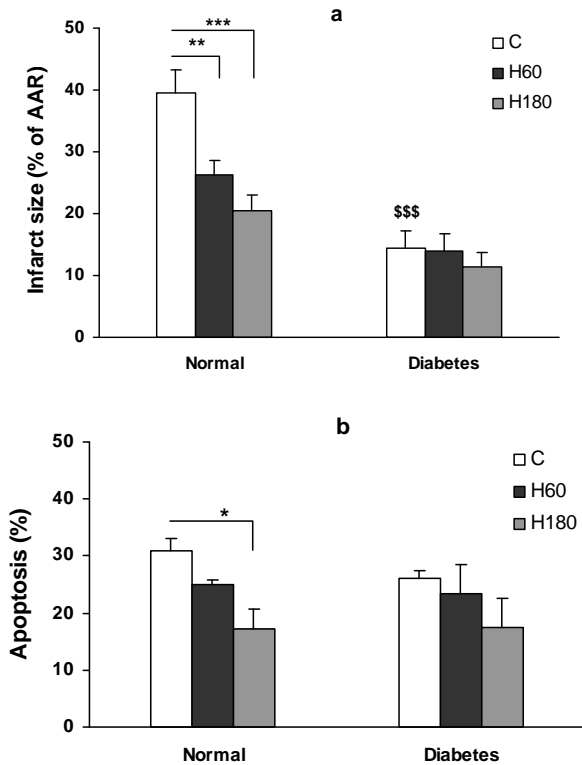 a
Infarct size (% of AAR)
50
40
30
20
10
0
***
**
$$$
C
H60
H180
Normal Diabetes
b
Apoptosis (%)
50
40
30
20
10
0
*
C
H60
H180
Normal Diabetes